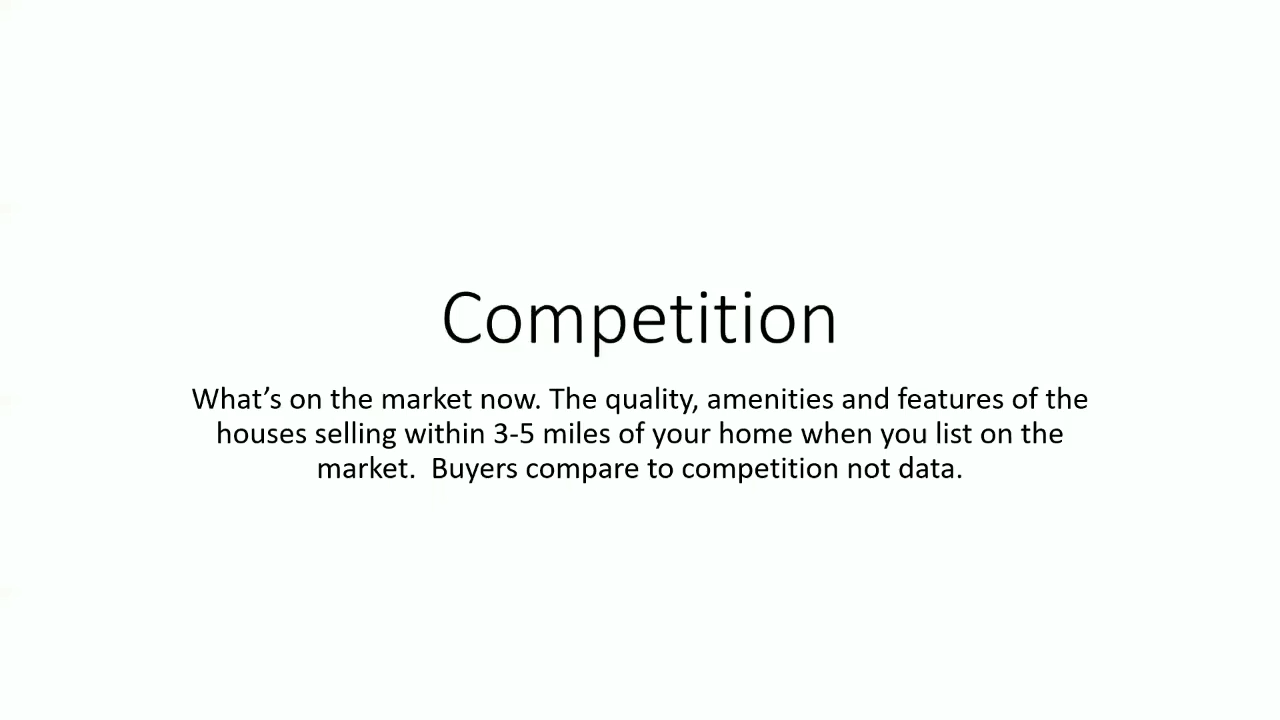 Competition
What’s on the market now. The quality, amenities and features of the
houses selling within 3-5 miles of your home when you list on the
market.  Buyers compare to competition not data.